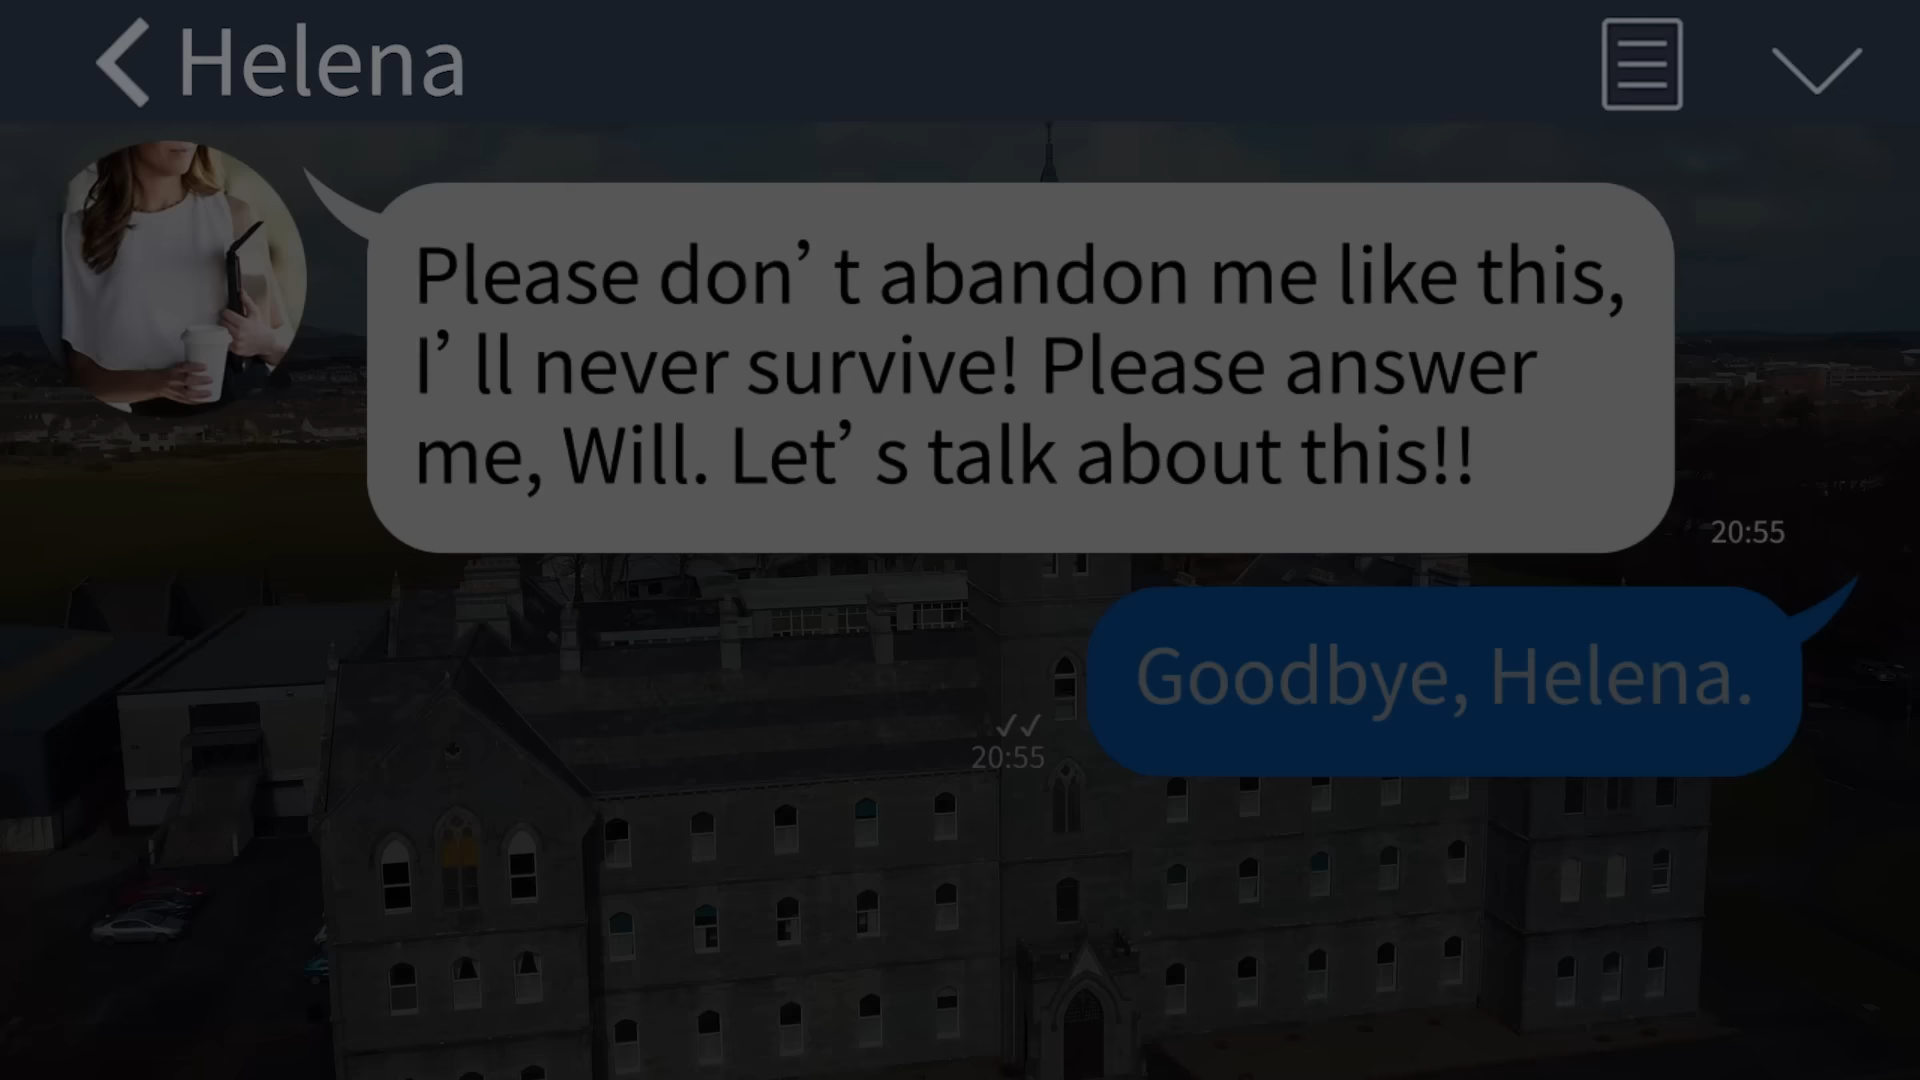 Helena
Please don’t abandon me like this,
I’ll never survive! Please answer
me, Will. Let’s talk about this!!
20:55
Goodbye, Helena.
20:55